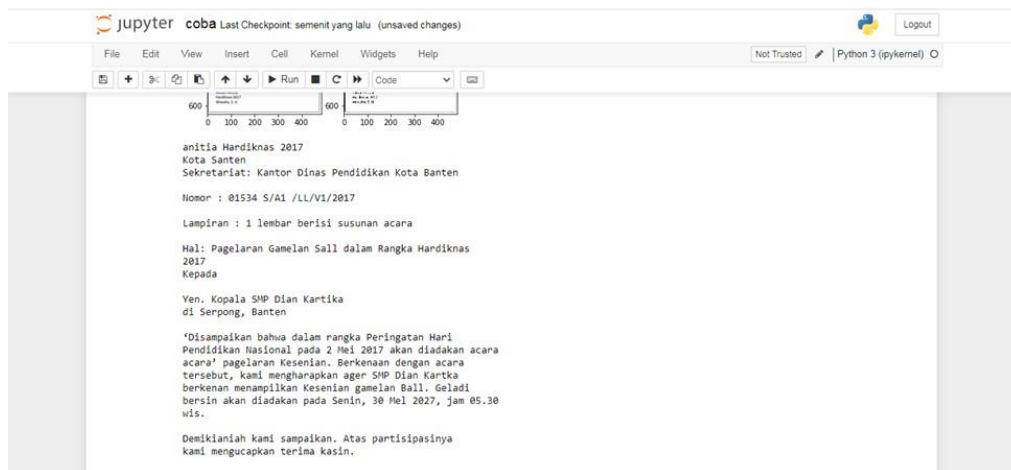 jupyter coba Last Checkpoint: semenit yang lalu (unsaved changes)
Logout
File Edit View Insert Cell Kernel Widgets Help
Not Trusted Python 3 (ipykernel)
Run Code
600 600
0 100 200 300 400 0 100 200 300 400
anitia Hardiknas 2017
Kota Santen
Sekretariat: Kantor Dinas Pendidikan Kota Banten
Nomor : 01534 S/A1 /LL/V1/2017
Lampiran : 1 lembar berisi susunan acara
Hal: Pagelaran Gamelan Sall dalam Rangka Hardiknas
2017
Kepada
Yen. Kopala SMP Dian Kartika
di Serpong, Banten
‘Disampaikan bahwa dalam rangka Peringatan Hari
Pendidikan Nasional pada 2 Mei 2017 akan diadakan acara
acara’ pagelaran Kesenian. Berkenaan dengan acara
tersebut, kami mengharapkan ager SMP Dian Kartka
berkenan menampilkan Kesenian gamelan Ball. Geladi
bersin akan diadakan pada Senin, 30 Mel 2027, jam 05.30
wis.
Demikianiah kami sampaikan. Atas partisipasinya
kami mengucapkan terima kasin.